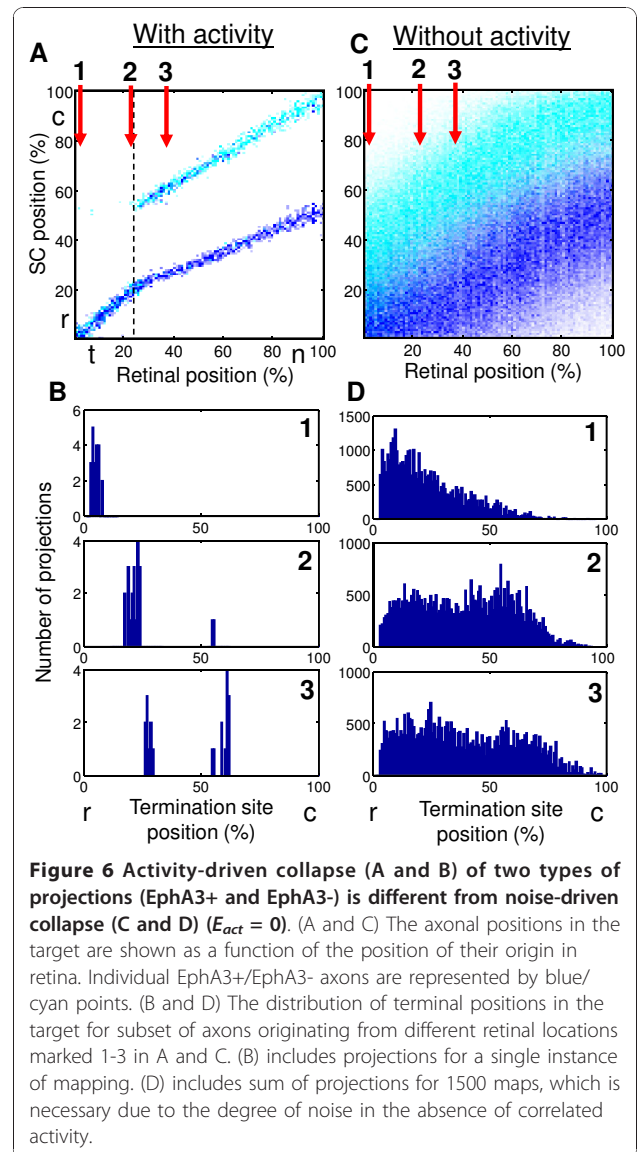 With activity
Without activity
A
C
1 2 3
1 2 3
SC position (%)
100
c
80
60
40
20
r
t 20 40 60 80 n 100
Retinal position (%)
100
80
60
40
20
20 40 60 80 100
Retinal position (%)
B
D
Number of projections
6
4
2
0
1
0 50 100
4
2
0
2
0 50 100
4
2
0
3
0 50 100
r Termination site c
position (%)
1500
1000
500
0
1
0 50 100
1000
500
0
2
0 50 100
1000
500
0
3
0 50 100
r Termination site c
position (%)
Figure 6 Activity-driven collapse (A and B) of two types of
projections (EphA3+ and EphA3-) is different from noise-driven
collapse (C and D) (Eact = 0). (A and C) The axonal positions in the
target are shown as a function of the position of their origin in
retina. Individual EphA3+/EphA3- axons are represented by blue/
cyan points. (B and D) The distribution of terminal positions in the
target for subset of axons originating from different retinal locations
marked 1-3 in A and C. (B) includes projections for a single instance
of mapping. (D) includes sum of projections for 1500 maps, which is
necessary due to the degree of noise in the absence of correlated
activity.